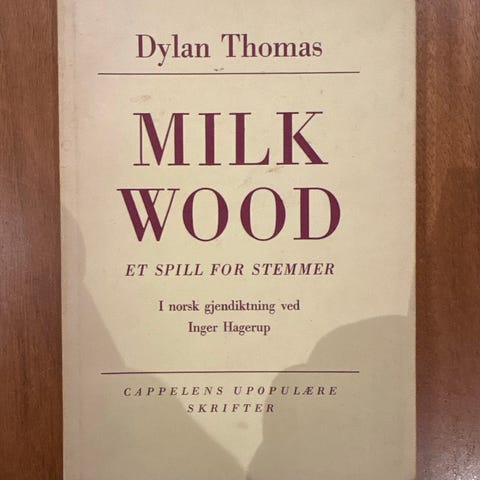 Dylan Thomas
MILK
WOOD
ET SPILL FOR STEMMER
I norsk gjendiktning ved
Inger Hagerup
CAPPELENS UPOPULÆRE
SKRIFTER